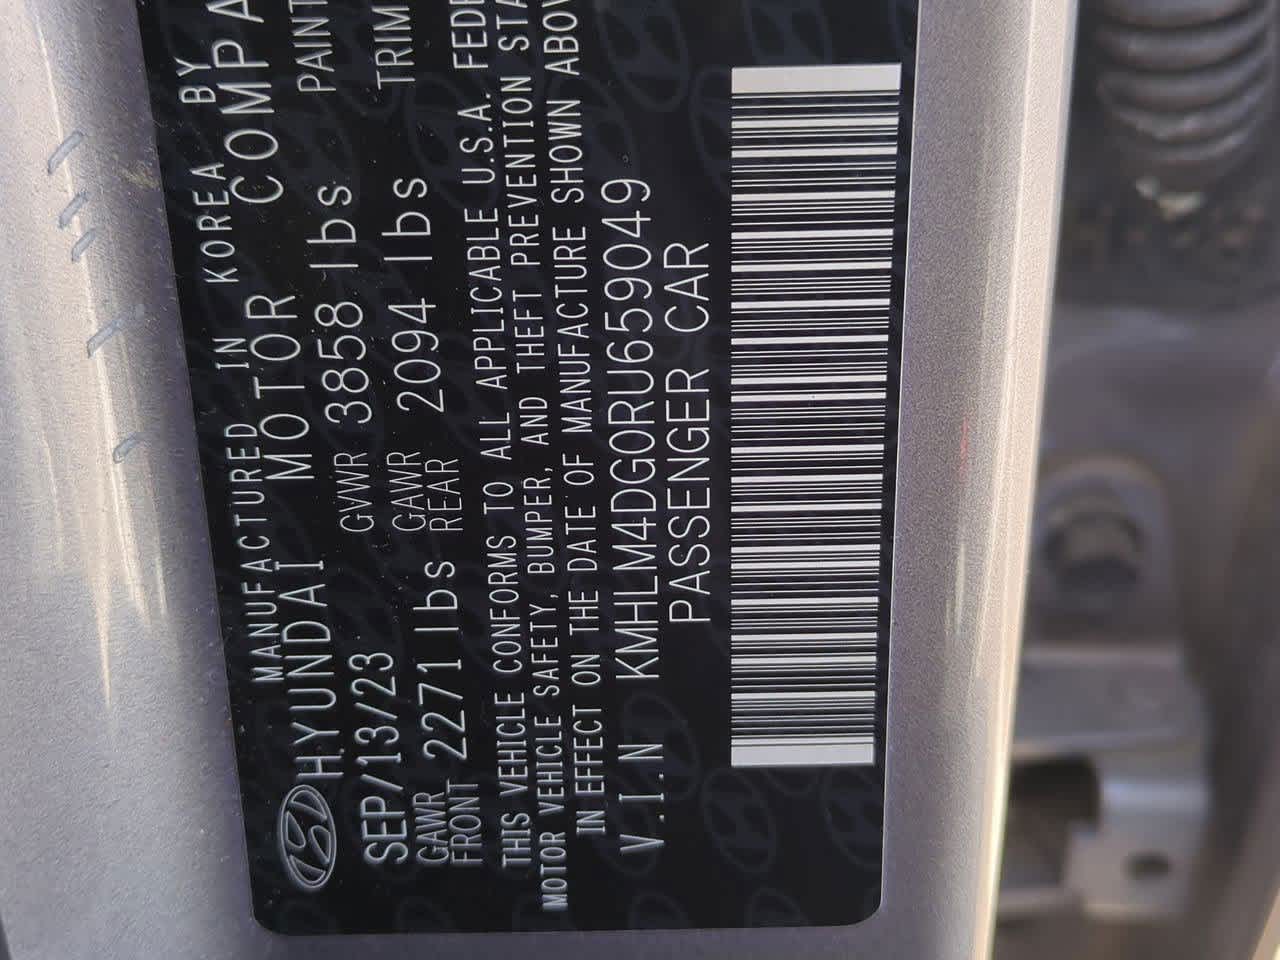 MANUFACTURED IN KOREA BY
HYUNDAI MOTOR COMPA
SEP/13/23 GVWR 3858 lbs PAINT
GAWR FRONT 2271 lbs GAWR REAR 2094 lbs TRIM
THIS VEHICLE CONFORMS TO ALL APPLICABLE U.S.A. FEDE
MOTOR VEHICLE SAFETY, BUMPER, AND THEFT PREVENTION STA
IN EFFECT ON THE DATE OF MANUFACTURE SHOWN ABOV
V.I.N KMHLM4DG0RU659049
PASSENGER CAR